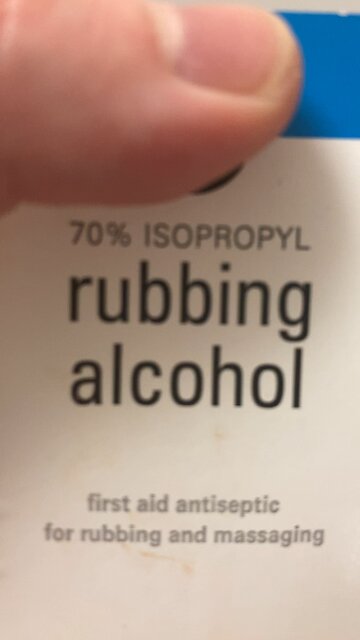 70% ISOPROPYL
rubbing
alcohol
first aid antiseptic
for rubbing and massaging